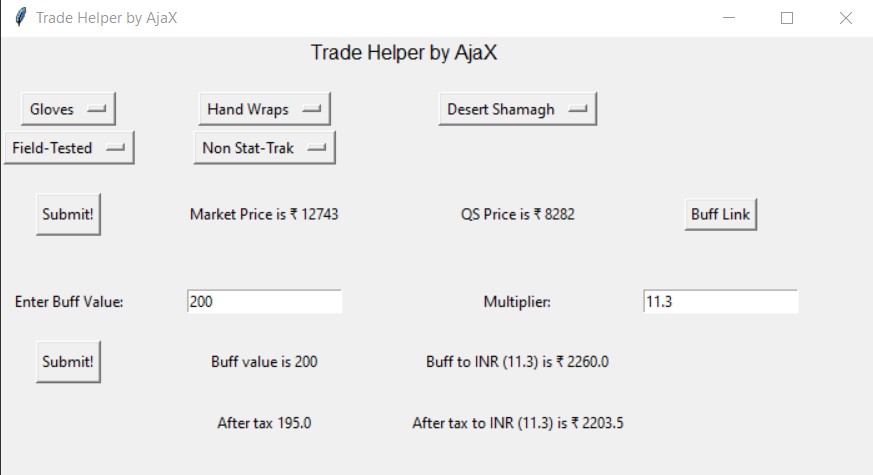 Trade Helper by AjaX
Trade Helper by AjaX
Gloves Hand Wraps Desert Shamagh
Field-Tested Non Stat-Trak
Submit! Market Price is ₹ 12743 QS Price is ₹ 8282 Buff Link
Enter Buff Value: 200 Multiplier: 11.3
Submit! Buff value is 200 Buff to INR (11.3) is ₹ 2260.0
After tax 195.0 After tax to INR (11.3) is ₹ 2203.5